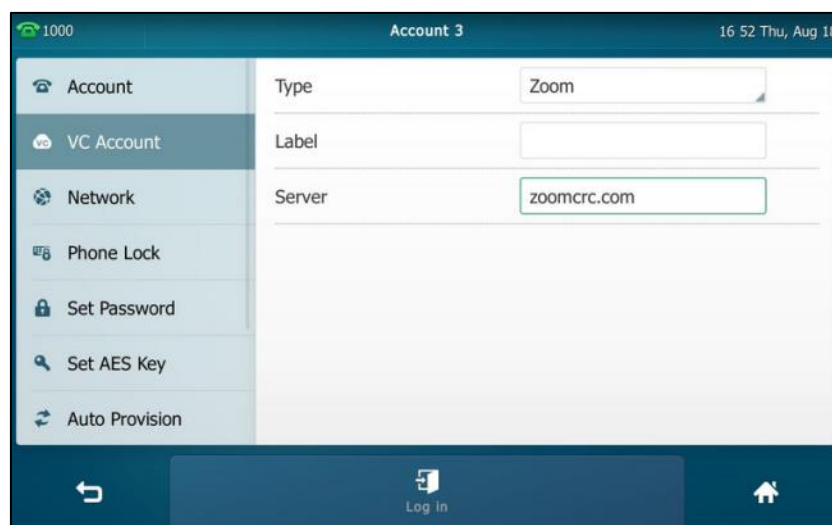 1000 Account 3 16 52 Thu, Aug 18
Account
Type Zoom
VC Account
Label
Network
Server zoomcrc.com
Phone Lock
Set Password
Set AES Key
Auto Provision
Log in